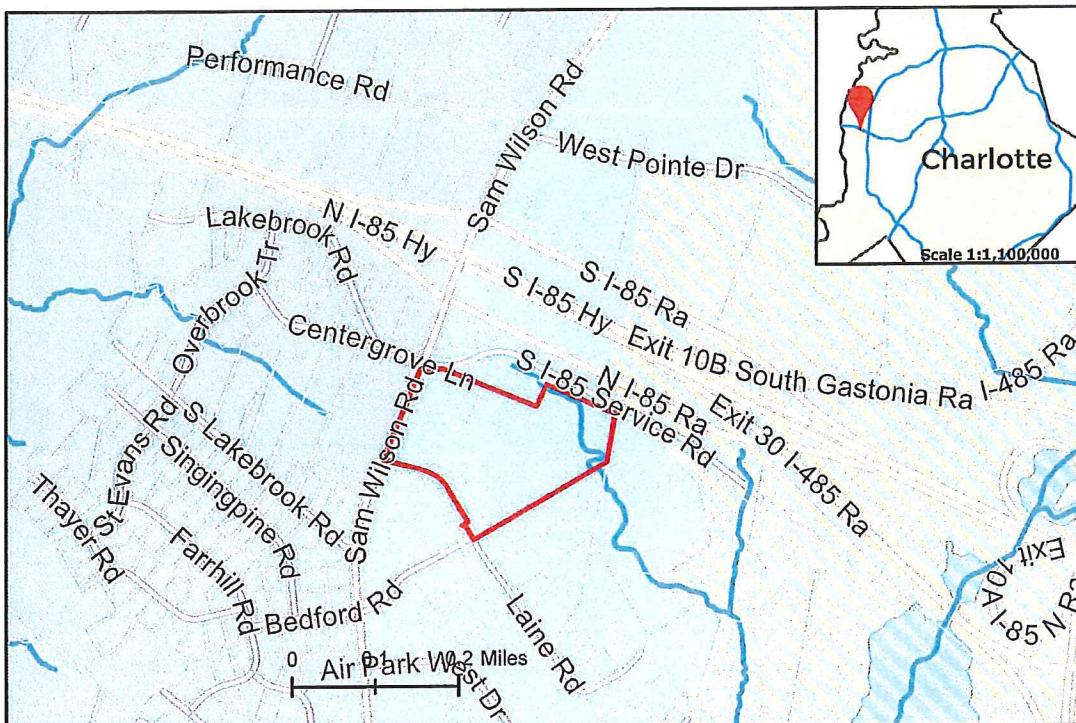 Performance Rd
Sam Wilson Rd
West Pointe Dr
Charlotte
Scale 1:1,100,000
Lakebrook Rd
N I-85 Hy
S I-85 Ra
Overbrook Tr
S I-85 Hy
Exit 10B South Gastonia Ra
I-485 Ra
Centergrove Ln
S I-85 Service Rd
N I-85 Ra
Exit 30 I-485 Ra
Sam Wilson Rd
S Lakebrook Rd
St Evans Rd
Singingpine Rd
Thayer Rd
Farrhill Rd
Exit 10A
I-85 N Ra
Bedford Rd
Laine Rd
0 0.1 0.2 Miles
Air Park West Dr